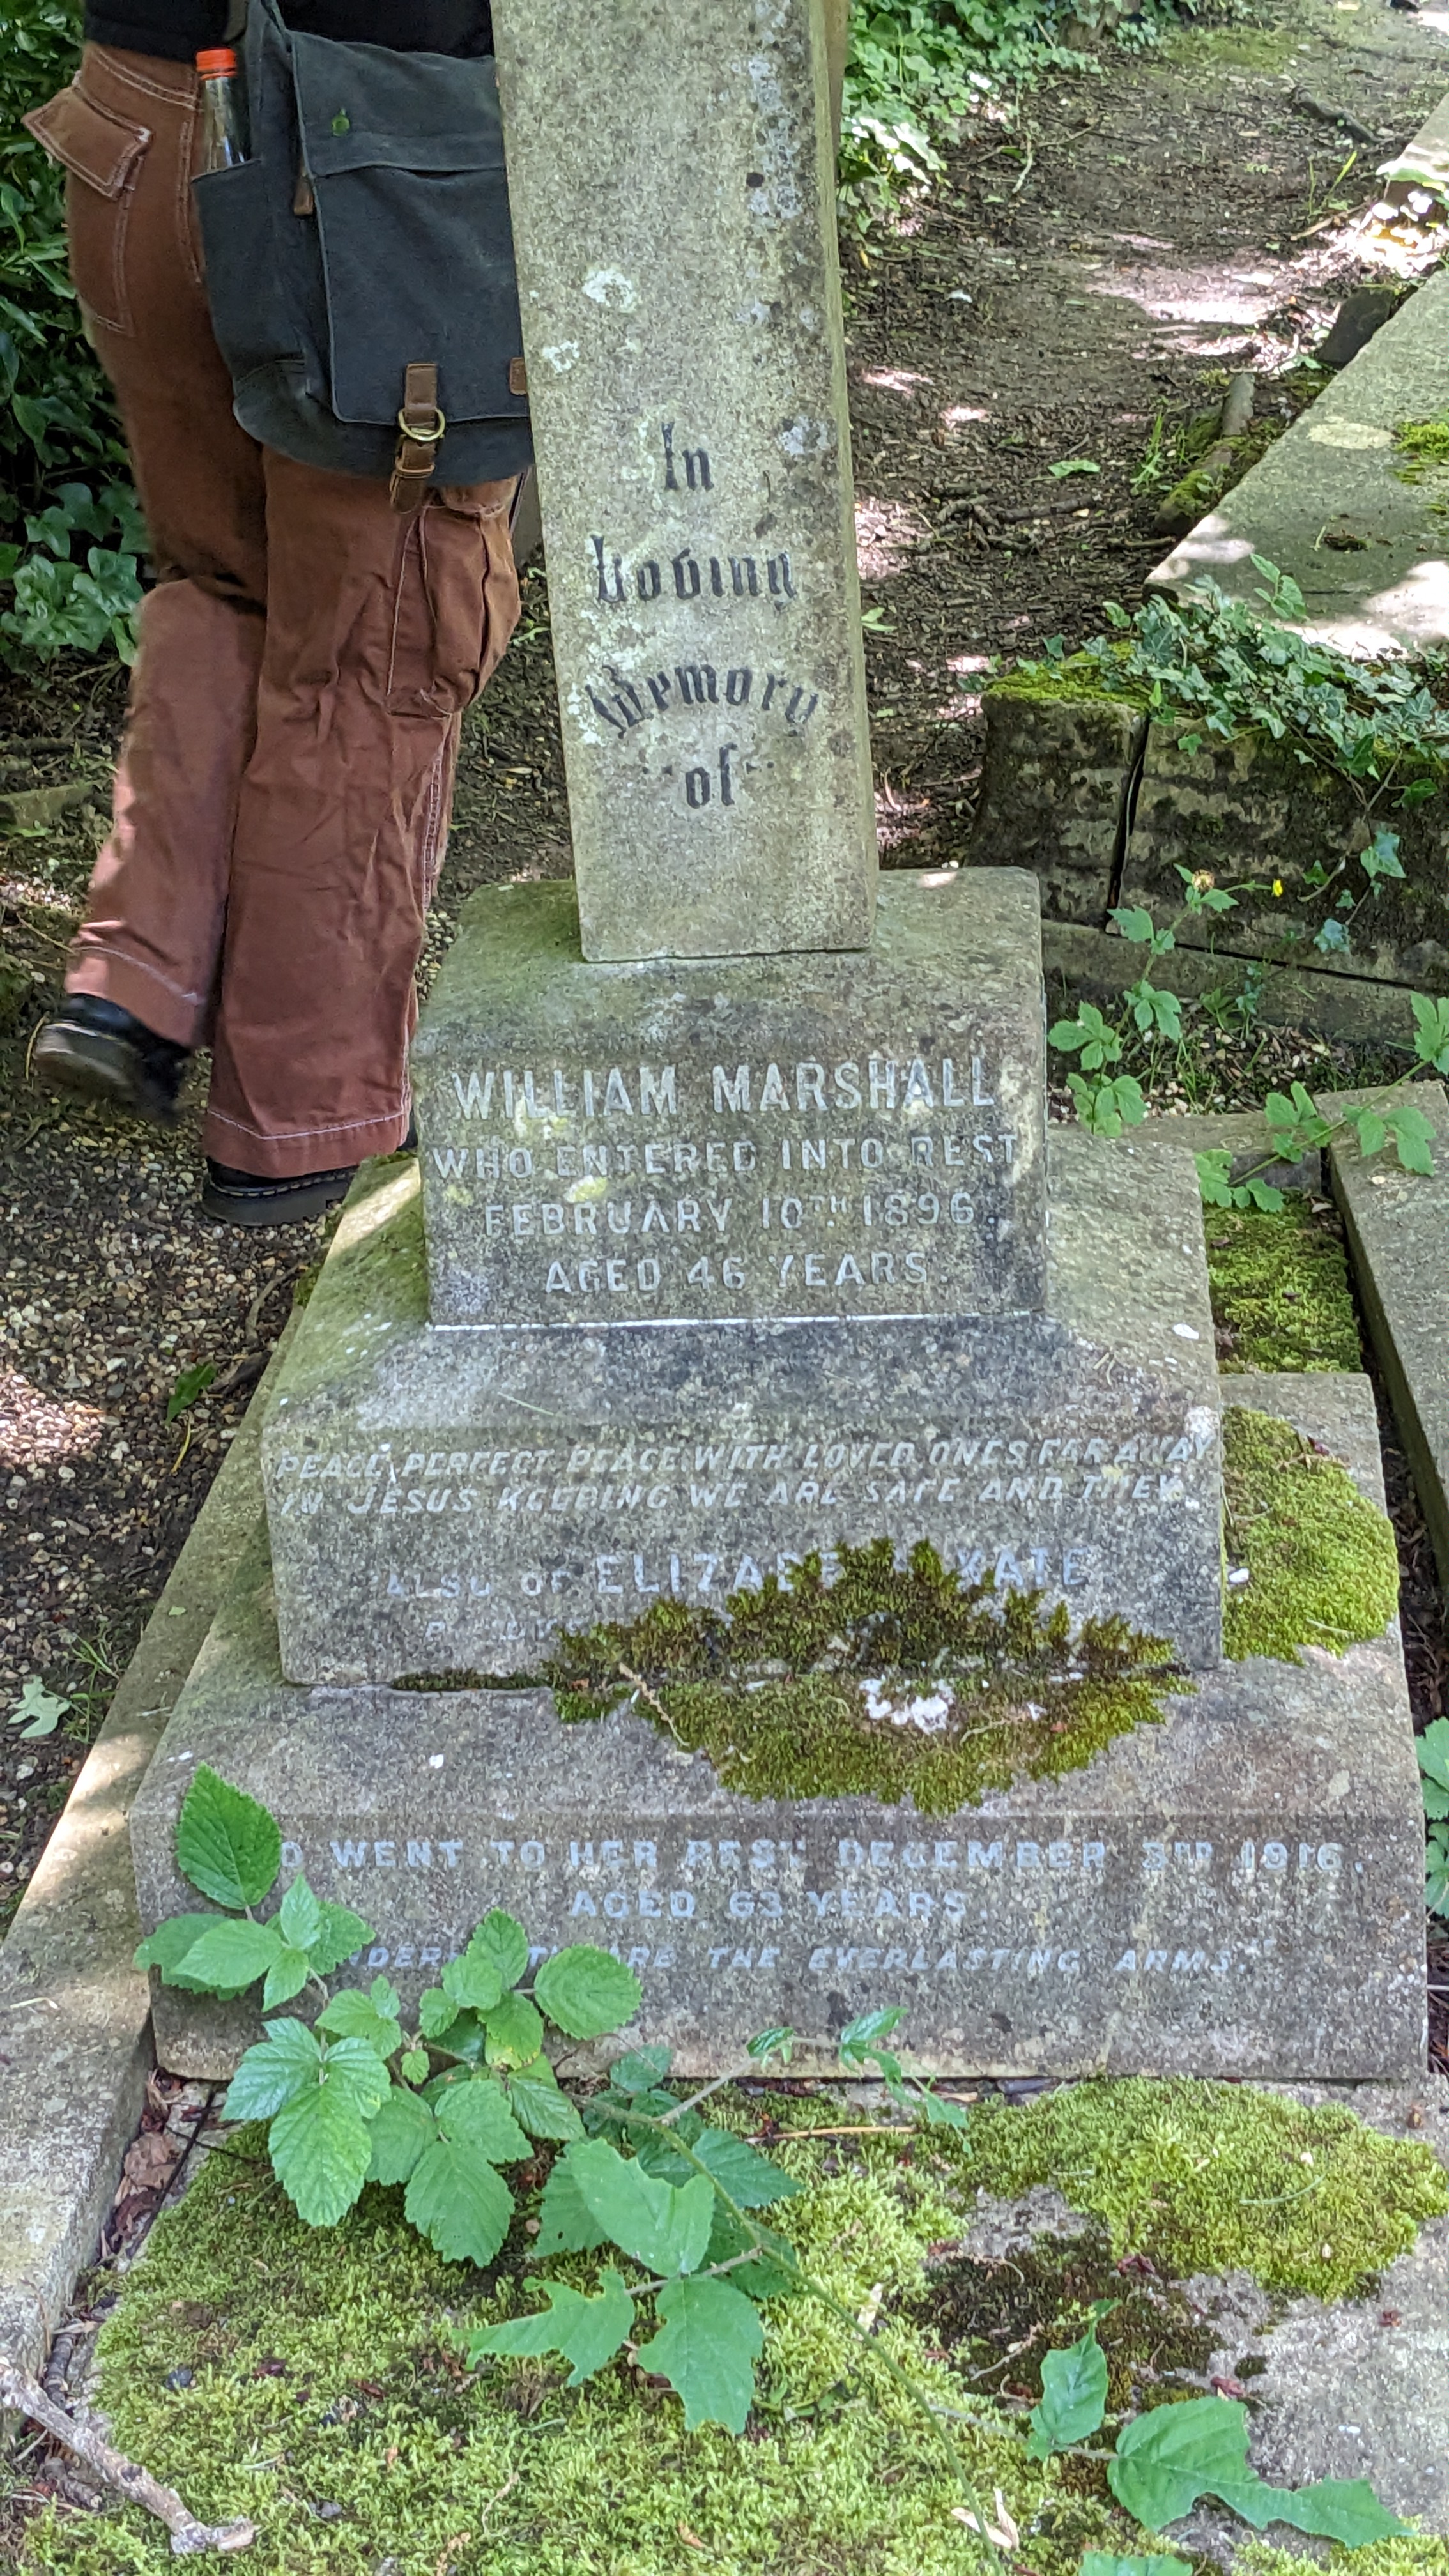 In
Loving
Memory
of
WILLIAM MARSHALL
WHO ENTERED INTO REST
FEBRUARY 10TH 1896.
AGED 46 YEARS.
PEACE, PERFECT PEACE, WITH LOVED ONES FAR AWAY
IN JESUS KEEPING WE ARE SAFE AND THEY.
ALSO OF KATE
WENT TO HER REST DECEMBER 3RD 1916.
AGED 63 YEARS.
ARE THE EVERLASTING ARMS."